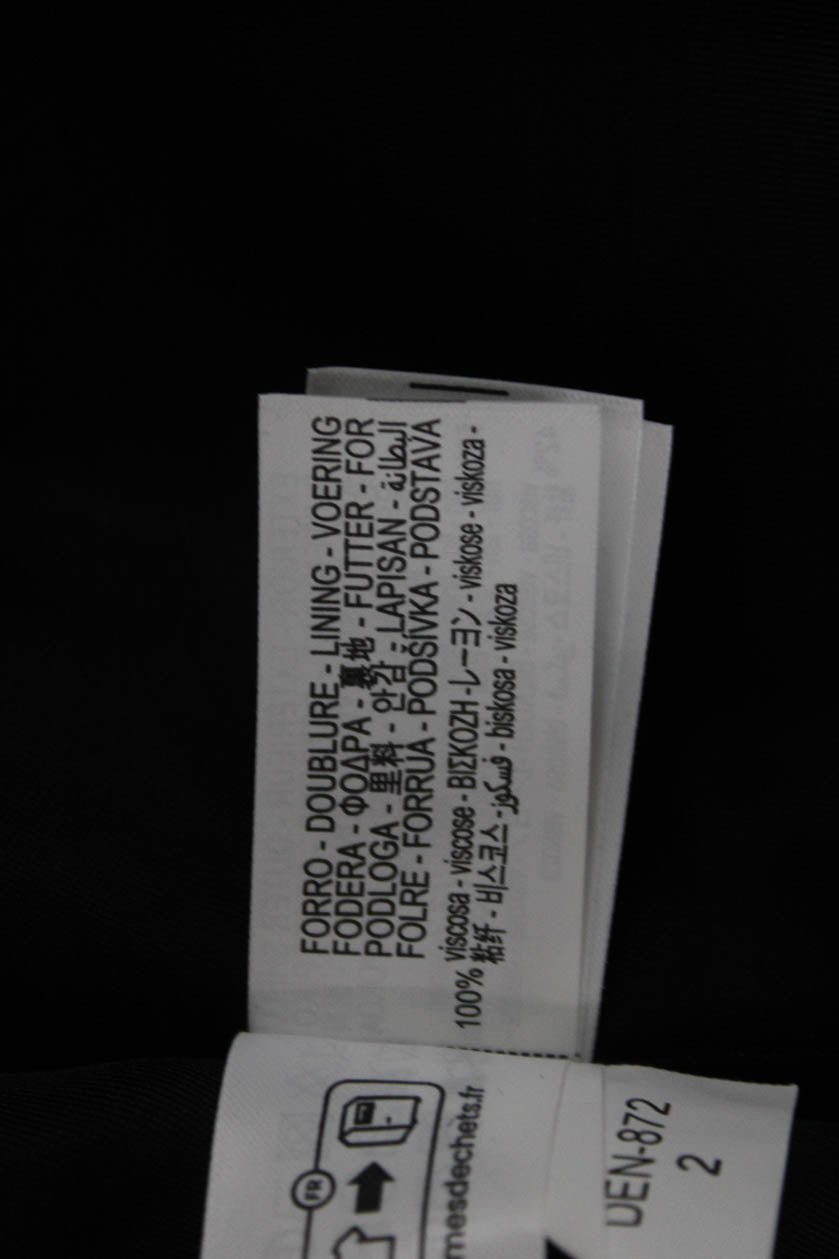 FORRO - DOUBLURE - LINING - VOERING
FODERA - ΦΟΔΡΑ - 裏地 - FUTTER - FOR
PODLOGA - 里料 - 안감 - LAPISAN - البطانة
FOLRE - FORRUA - PODŠÍVKA - PODSTAVA
100% viscosa - viscose - ΒΙΣΚΟΖΗ - レーヨン - viskose - viskoza -
粘纤 - 비스코스 - فسكوز - biskosa - viskoza
FR
mesdechets.fr
DEN-872
2